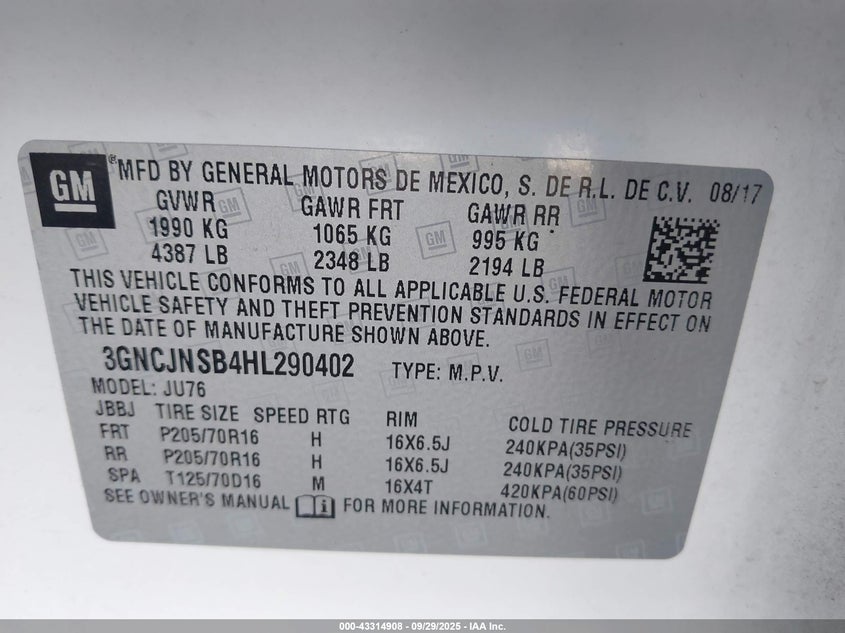 GM
®MFD BY GENERAL MOTORS DE MEXICO, S. DE R.L. DE C.V. 08/17
GVWR GAWR FRT GAWR RR
1990 KG 1065 KG 995 KG
4387 LB 2348 LB 2194 LB
THIS VEHICLE CONFORMS TO ALL APPLICABLE U.S. FEDERAL MOTOR
VEHICLE SAFETY AND THEFT PREVENTION STANDARDS IN EFFECT ON
THE DATE OF MANUFACTURE SHOWN ABOVE.
3GNCJNSB4HL290402 TYPE: M.P.V.
MODEL: JU76
JBBJ TIRE SIZE SPEED RTG RIM COLD TIRE PRESSURE
FRT P205/70R16 H 16X6.5J 240KPA(35PSI)
RR P205/70R16 H 16X6.5J 240KPA(35PSI)
SPA T125/70D16 M 16X4T 420KPA(60PSI)
SEE OWNER'S MANUAL FOR MORE INFORMATION.
000-43314908 - 09/29/2025 - IAA Inc.